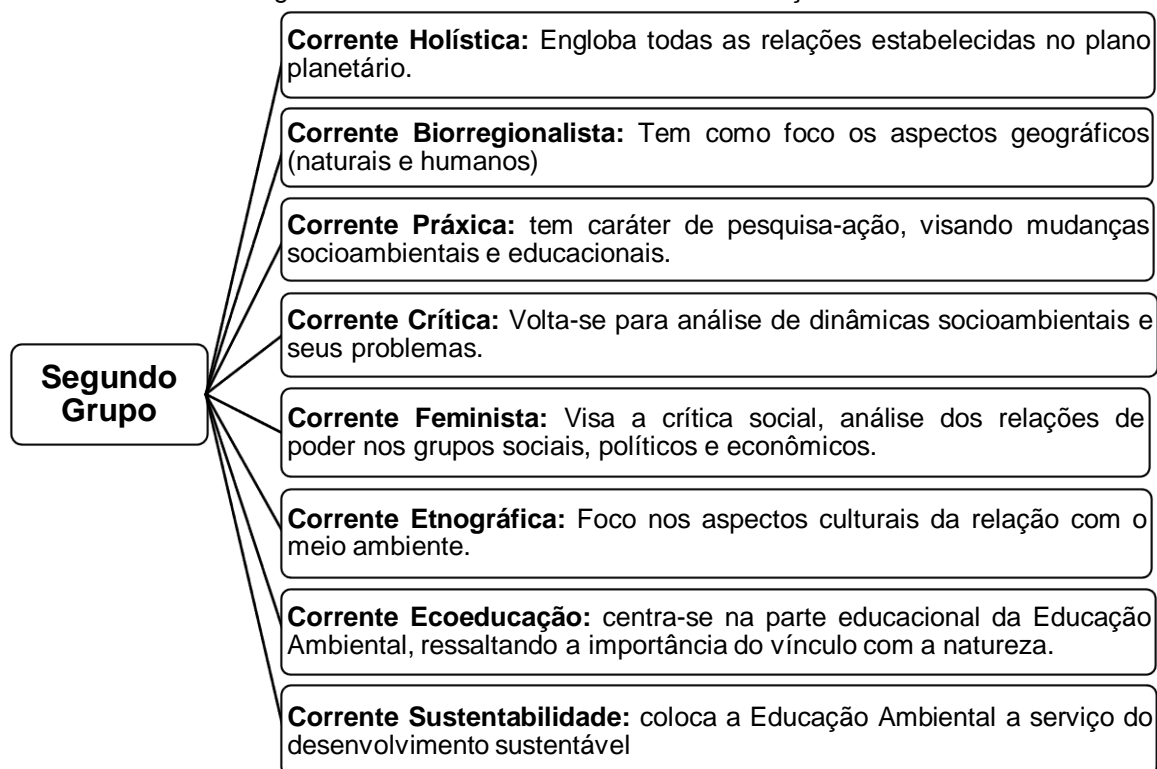 Corrente Holística: Engloba todas as relações estabelecidas no plano
planetário.
Corrente Biorregionalista: Tem como foco os aspectos geográficos
(naturais e humanos)
Corrente Práxica: tem caráter de pesquisa-ação, visando mudanças
socioambientais e educacionais.
Corrente Crítica: Volta-se para análise de dinâmicas socioambientais e
seus problemas.
Segundo
Grupo
Corrente Feminista: Visa a crítica social, análise dos relações de
poder nos grupos sociais, políticos e econômicos.
Corrente Etnográfica: Foco nos aspectos culturais da relação com o
meio ambiente.
Corrente Ecoeducação: centra-se na parte educacional da Educação
Ambiental, ressaltando a importância do vínculo com a natureza.
Corrente Sustentabilidade: coloca a Educação Ambiental a serviço do
desenvolvimento sustentável